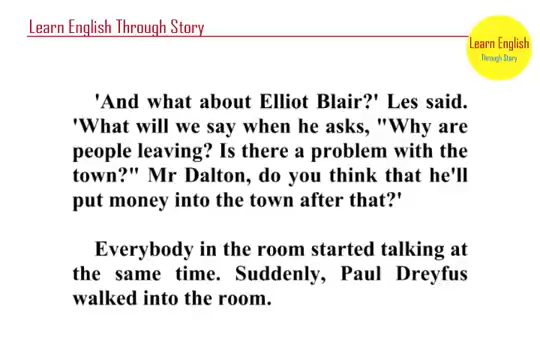 Learn English Through Story
Learn English
Through Story
'And what about Elliot Blair?' Les said.
'What will we say when he asks, "Why are
people leaving? Is there a problem with the
town?" Mr Dalton, do you think that he'll
put money into the town after that?'
Everybody in the room started talking at
the same time. Suddenly, Paul Dreyfus
walked into the room.